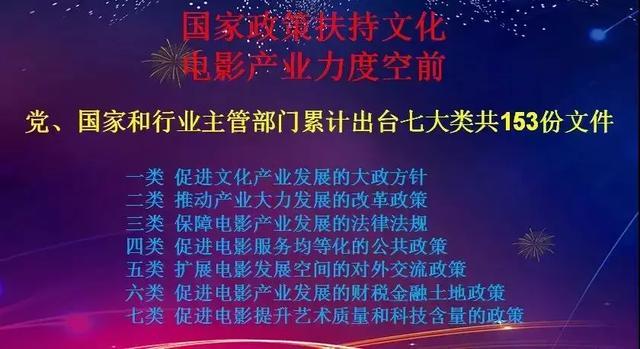 国家政策扶持文化
电影产业力度空前
党、国家和行业主管部门累计出台七大类共153份文件
一类 促进文化产业发展的大政方针
二类 推动产业大力发展的改革政策
三类 保障电影产业发展的法律法规
四类 促进电影服务均等化的公共政策
五类 扩展电影发展空间的对外交流政策
六类 促进电影产业发展的财税金融土地政策
七类 促进电影提升艺术质量和科技含量的政策